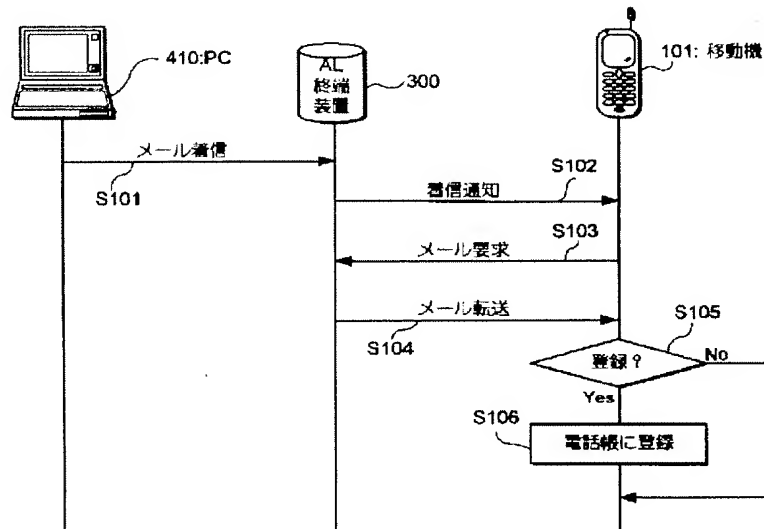 410:PC
AL
終端
装置
300
101: 移動機
メール着信
S101
着信通知
S102
メール要求
S103
メール転送
S104
登録？
S105
No
Yes
S106
電話帳に登録